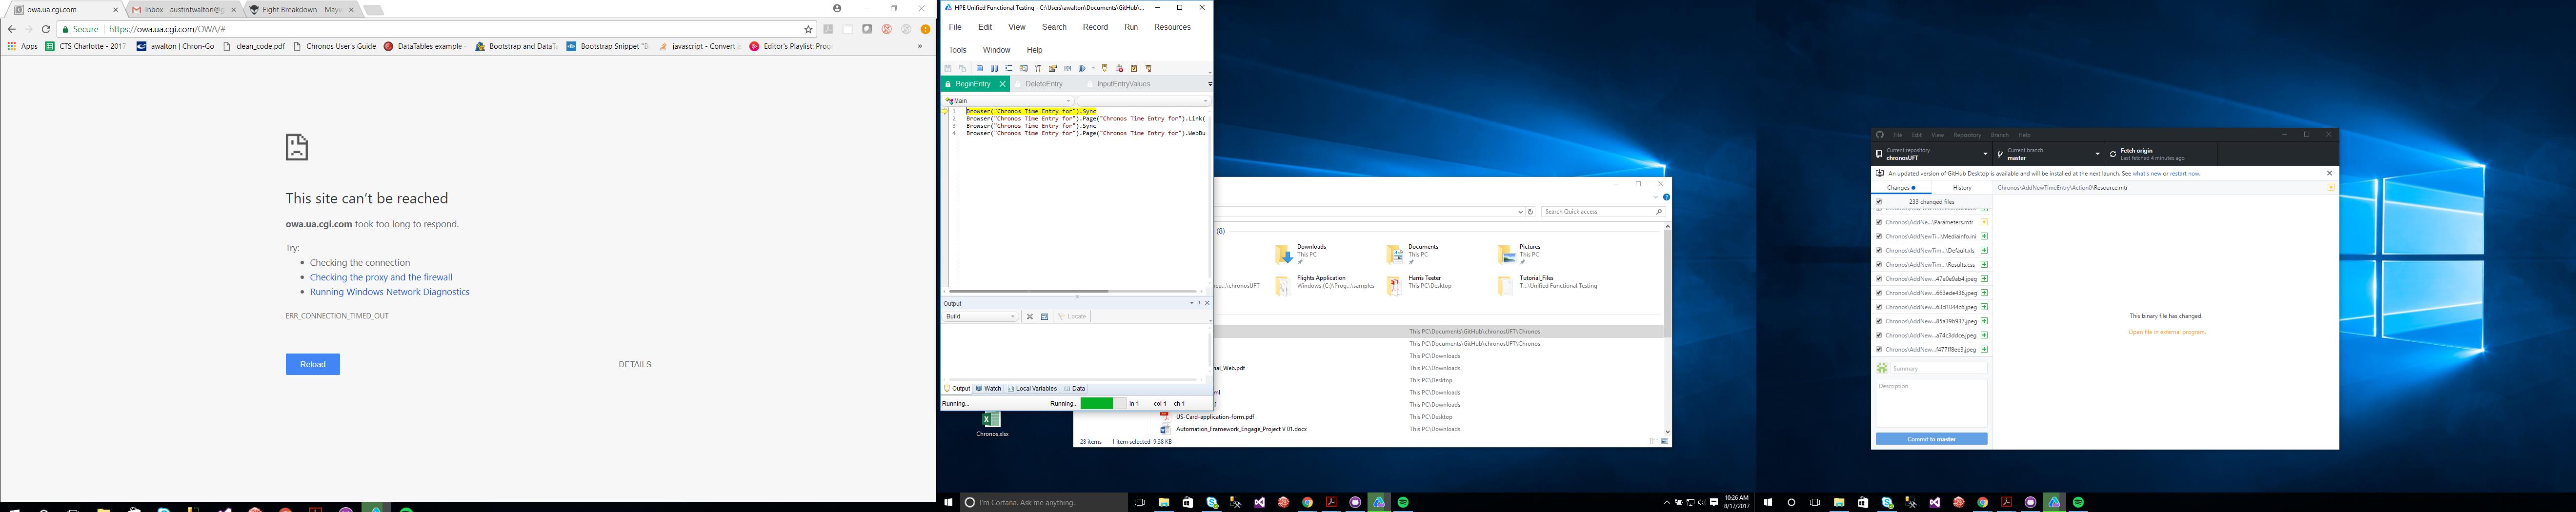 owa.ua.cgi.com
Inbox - austintwalton@g
Fight Breakdown – Mayw
Secure
https://owa.ua.cgi.com/OWA/#
Apps
CTS Charlotte - 2017
awalton | Chron-Go
clean_code.pdf
Chronos User's Guide
DataTables example
Bootstrap and DataTa
Bootstrap Snippet "B
javascript - Convert j
Editor's Playlist: Prog
»
This site can't be reached
owa.ua.cgi.com took too long to respond.
Try:
• Checking the connection
• Checking the proxy and the firewall
• Running Windows Network Diagnostics
ERR_CONNECTION_TIMED_OUT
Reload
DETAILS
HPE Unified Functional Testing - C:\Users\awalton\Documents\GitHub\...
File Edit View Search Record Run Resources
Tools Window Help
BeginEntry
DeleteEntry
InputEntryValues
Main
1 Browser("Chronos Time Entry for").Sync
2 Browser("Chronos Time Entry for").Page("Chronos Time Entry for").Link(
3 Browser("Chronos Time Entry for").Sync
4 Browser("Chronos Time Entry for").Page("Chronos Time Entry for").WebBu
Output
Build
Locate
Output Watch Local Variables Data
Running...
Running...
ln 1 col 1 ch 1
Chronos.xlsx
Search Quick access
(8)
Downloads
This PC
Documents
This PC
Pictures
This PC
ocu...\chronosUFT
Flights Application
Windows (C:)\Prog...\samples
Harris Teeter
This PC\Desktop
Tutorial_Files
T...\Unified Functional Testing
This PC\Documents\GitHub\chronosUFT\Chronos
This PC\Documents\GitHub\chronosUFT\Chronos
This PC\Downloads
ial_Web.pdf
This PC\Downloads
This PC\Desktop
ml
This PC\Downloads
f
This PC\Downloads
US-Card-application-form.pdf
This PC\Desktop
Automation_Framework_Engage_Project V 01.docx
This PC\Downloads
28 items 1 item selected 9.38 KB
I'm Cortana. Ask me anything.
10:26 AM
8/17/2017
File Edit View Repository Branch Help
Current repository
chronosUFT
Current branch
master
Fetch origin
Last fetched 4 minutes ago
An updated version of GitHub Desktop is available and will be installed at the next launch. See what's new or restart now.
Changes
History
Chronos\AddNewTimeEntry\Action0\Resource.mtr
233 changed files
Chronos\AddNe...\Parameters.mtr
Chronos\AddNewTi...\Mediainfo.ini
Chronos\AddNewTim...\Default.xls
Chronos\AddNewTim...\Results.css
Chronos\AddNew...47e0e9ab4.jpeg
Chronos\AddNew...663ede436.jpeg
Chronos\AddNew...63d1044c6.jpeg
Chronos\AddNew...85a39b937.jpeg
Chronos\AddNew...a74c3ddce.jpeg
Chronos\AddNew...f477ff8ee3.jpeg
This binary file has changed.
Open file in external program.
Summary
Description
Commit to master